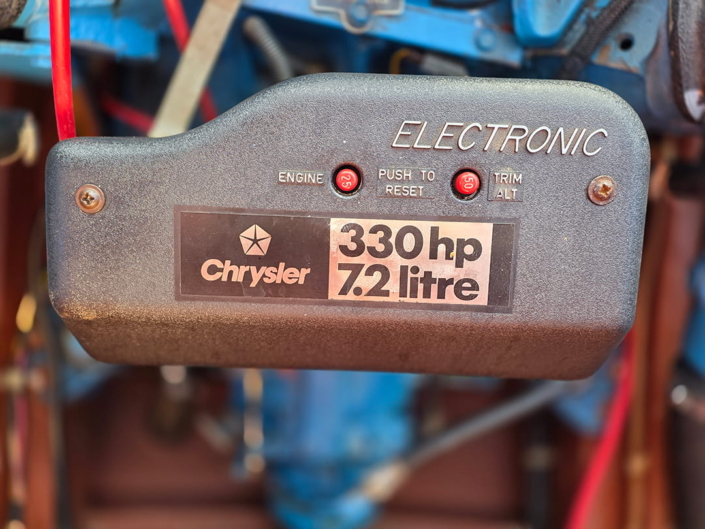 ELECTRONIC
ENGINE 25 PUSH TO RESET 50 TRIM ALT
Chrysler
330 hp
7.2 litre